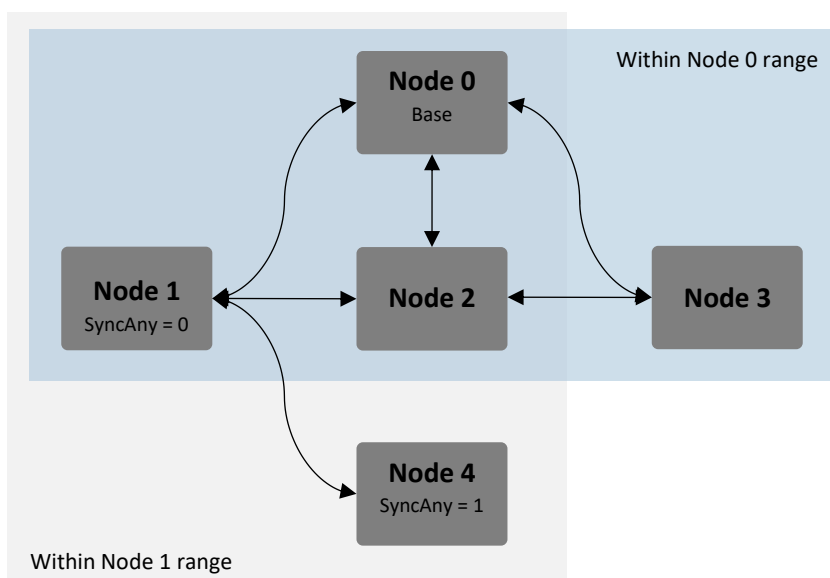 Within Node 0 range
Node 0
Base
Node 1
SyncAny = 0
Node 2
Node 3
Node 4
SyncAny = 1
Within Node 1 range